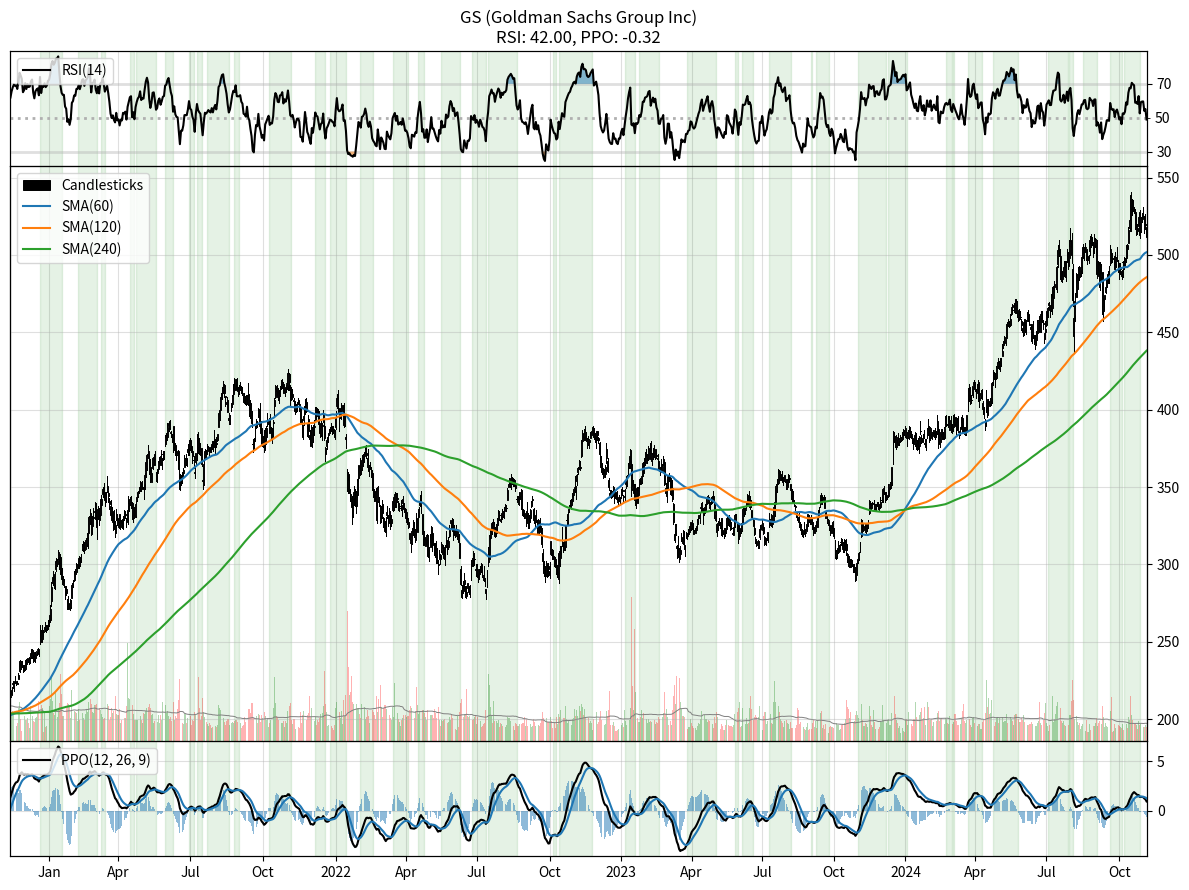 GS (Goldman Sachs Group Inc)
RSI: 42.00, PPO: -0.32
RSI(14)
70
50
30
Candlesticks
SMA(60)
SMA(120)
SMA(240)
550
500
450
400
350
300
250
200
PPO(12, 26, 9)
5
0
Jan Apr Jul Oct 2022 Apr Jul Oct 2023 Apr Jul Oct 2024 Apr Jul Oct